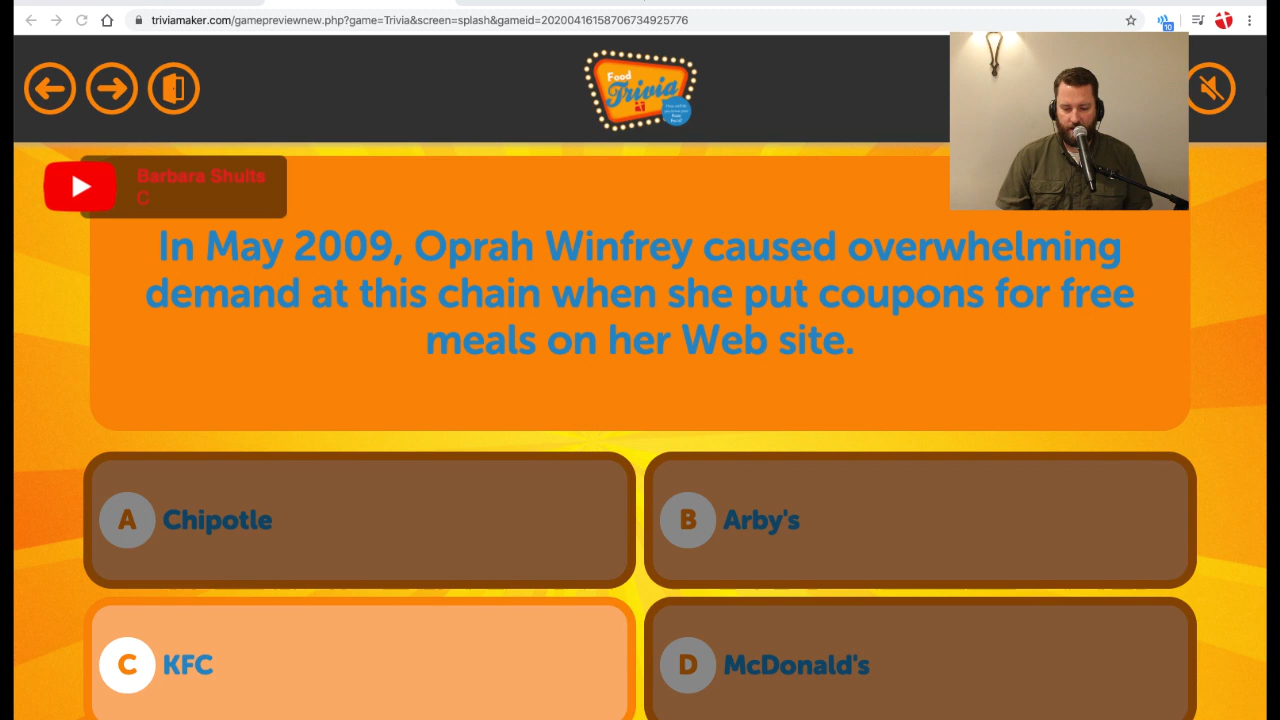 triviamaker.com/gamepreviewnew.php?game=Trivia&screen=splash&gameid=20200416158706734925776
10
Food
Trivia
Barbara Shults
C
In May 2009, Oprah Winfrey caused overwhelming
demand at this chain when she put coupons for free
meals on her Web site.
A Chipotle
B Arby's
C KFC
D McDonald's